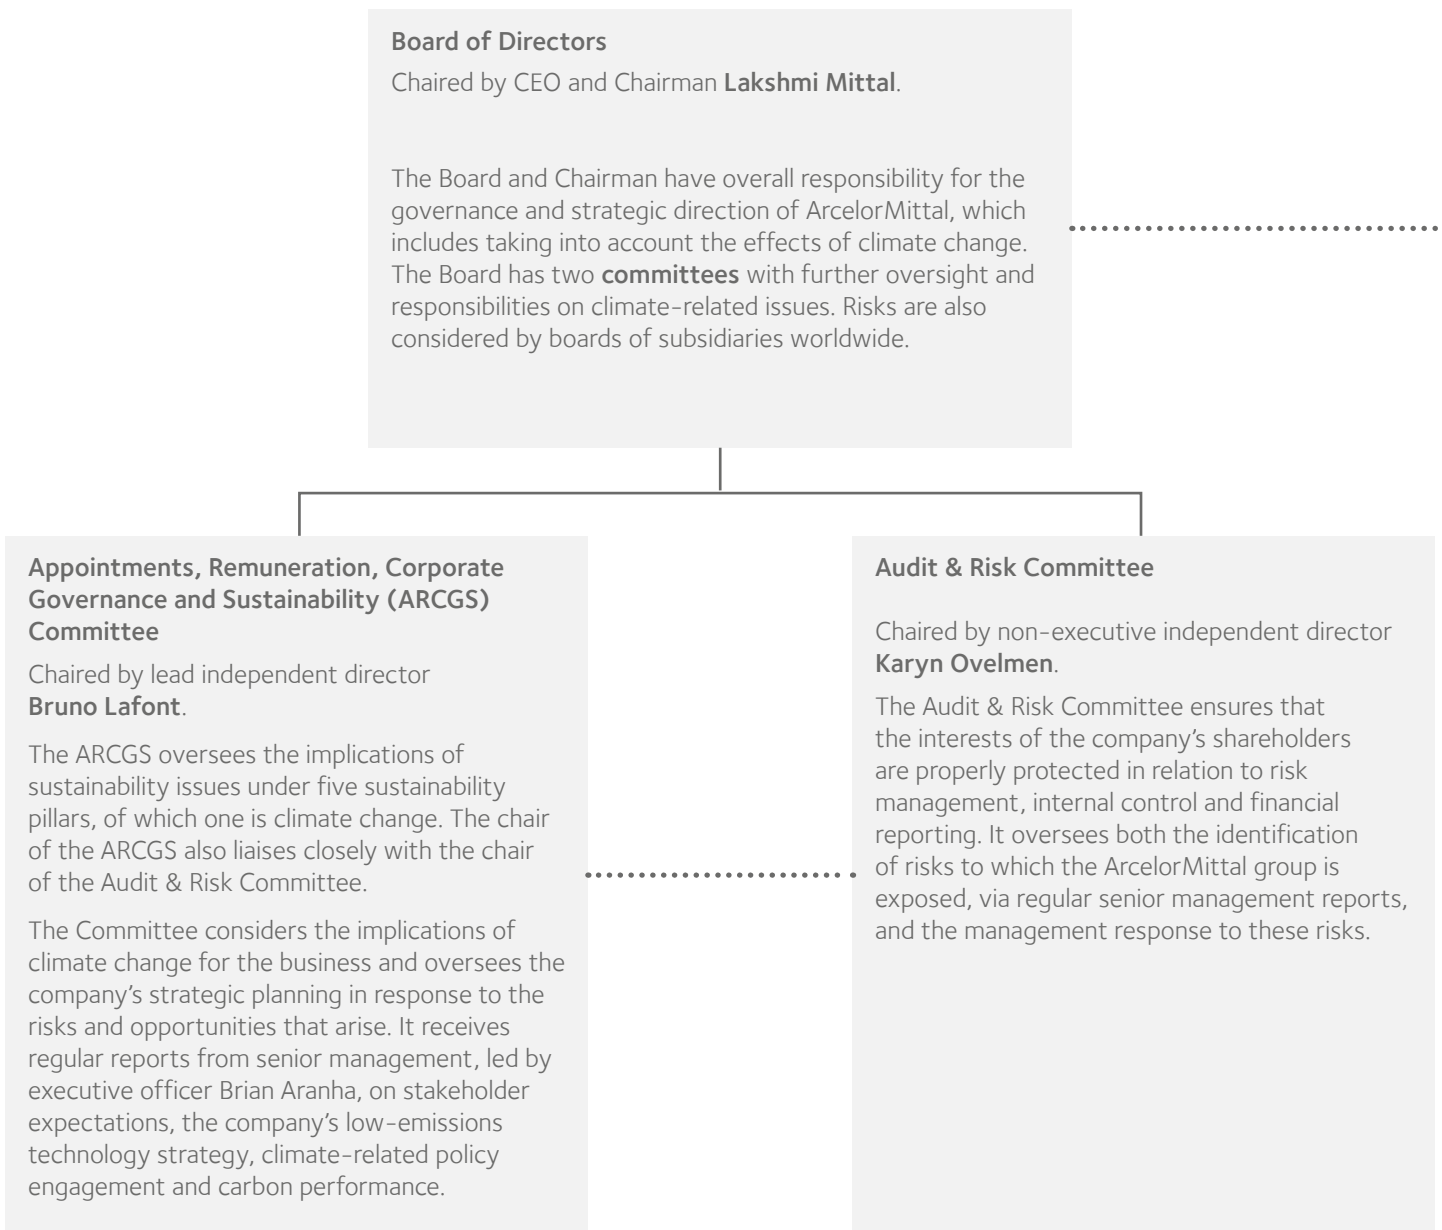 Board of Directors
Chaired by CEO and Chairman Lakshmi Mittal.
The Board and Chairman have overall responsibility for the
governance and strategic direction of ArcelorMittal, which
includes taking into account the effects of climate change.
The Board has two committees with further oversight and
responsibilities on climate-related issues. Risks are also
considered by boards of subsidiaries worldwide.
Appointments, Remuneration, Corporate
Governance and Sustainability (ARCGS)
Committee
Chaired by lead independent director
Bruno Lafont.
The ARCGS oversees the implications of
sustainability issues under five sustainability
pillars, of which one is climate change. The chair
of the ARCGS also liaises closely with the chair
of the Audit & Risk Committee.
The Committee considers the implications of
climate change for the business and oversees the
company’s strategic planning in response to the
risks and opportunities that arise. It receives
regular reports from senior management, led by
executive officer Brian Aranha, on stakeholder
expectations, the company’s low-emissions
technology strategy, climate-related policy
engagement and carbon performance.
Audit & Risk Committee
Chaired by non-executive independent director
Karyn Ovelmen.
The Audit & Risk Committee ensures that
the interests of the company’s shareholders
are properly protected in relation to risk
management, internal control and financial
reporting. It oversees both the identification
of risks to which the ArcelorMittal group is
exposed, via regular senior management reports,
and the management response to these risks.